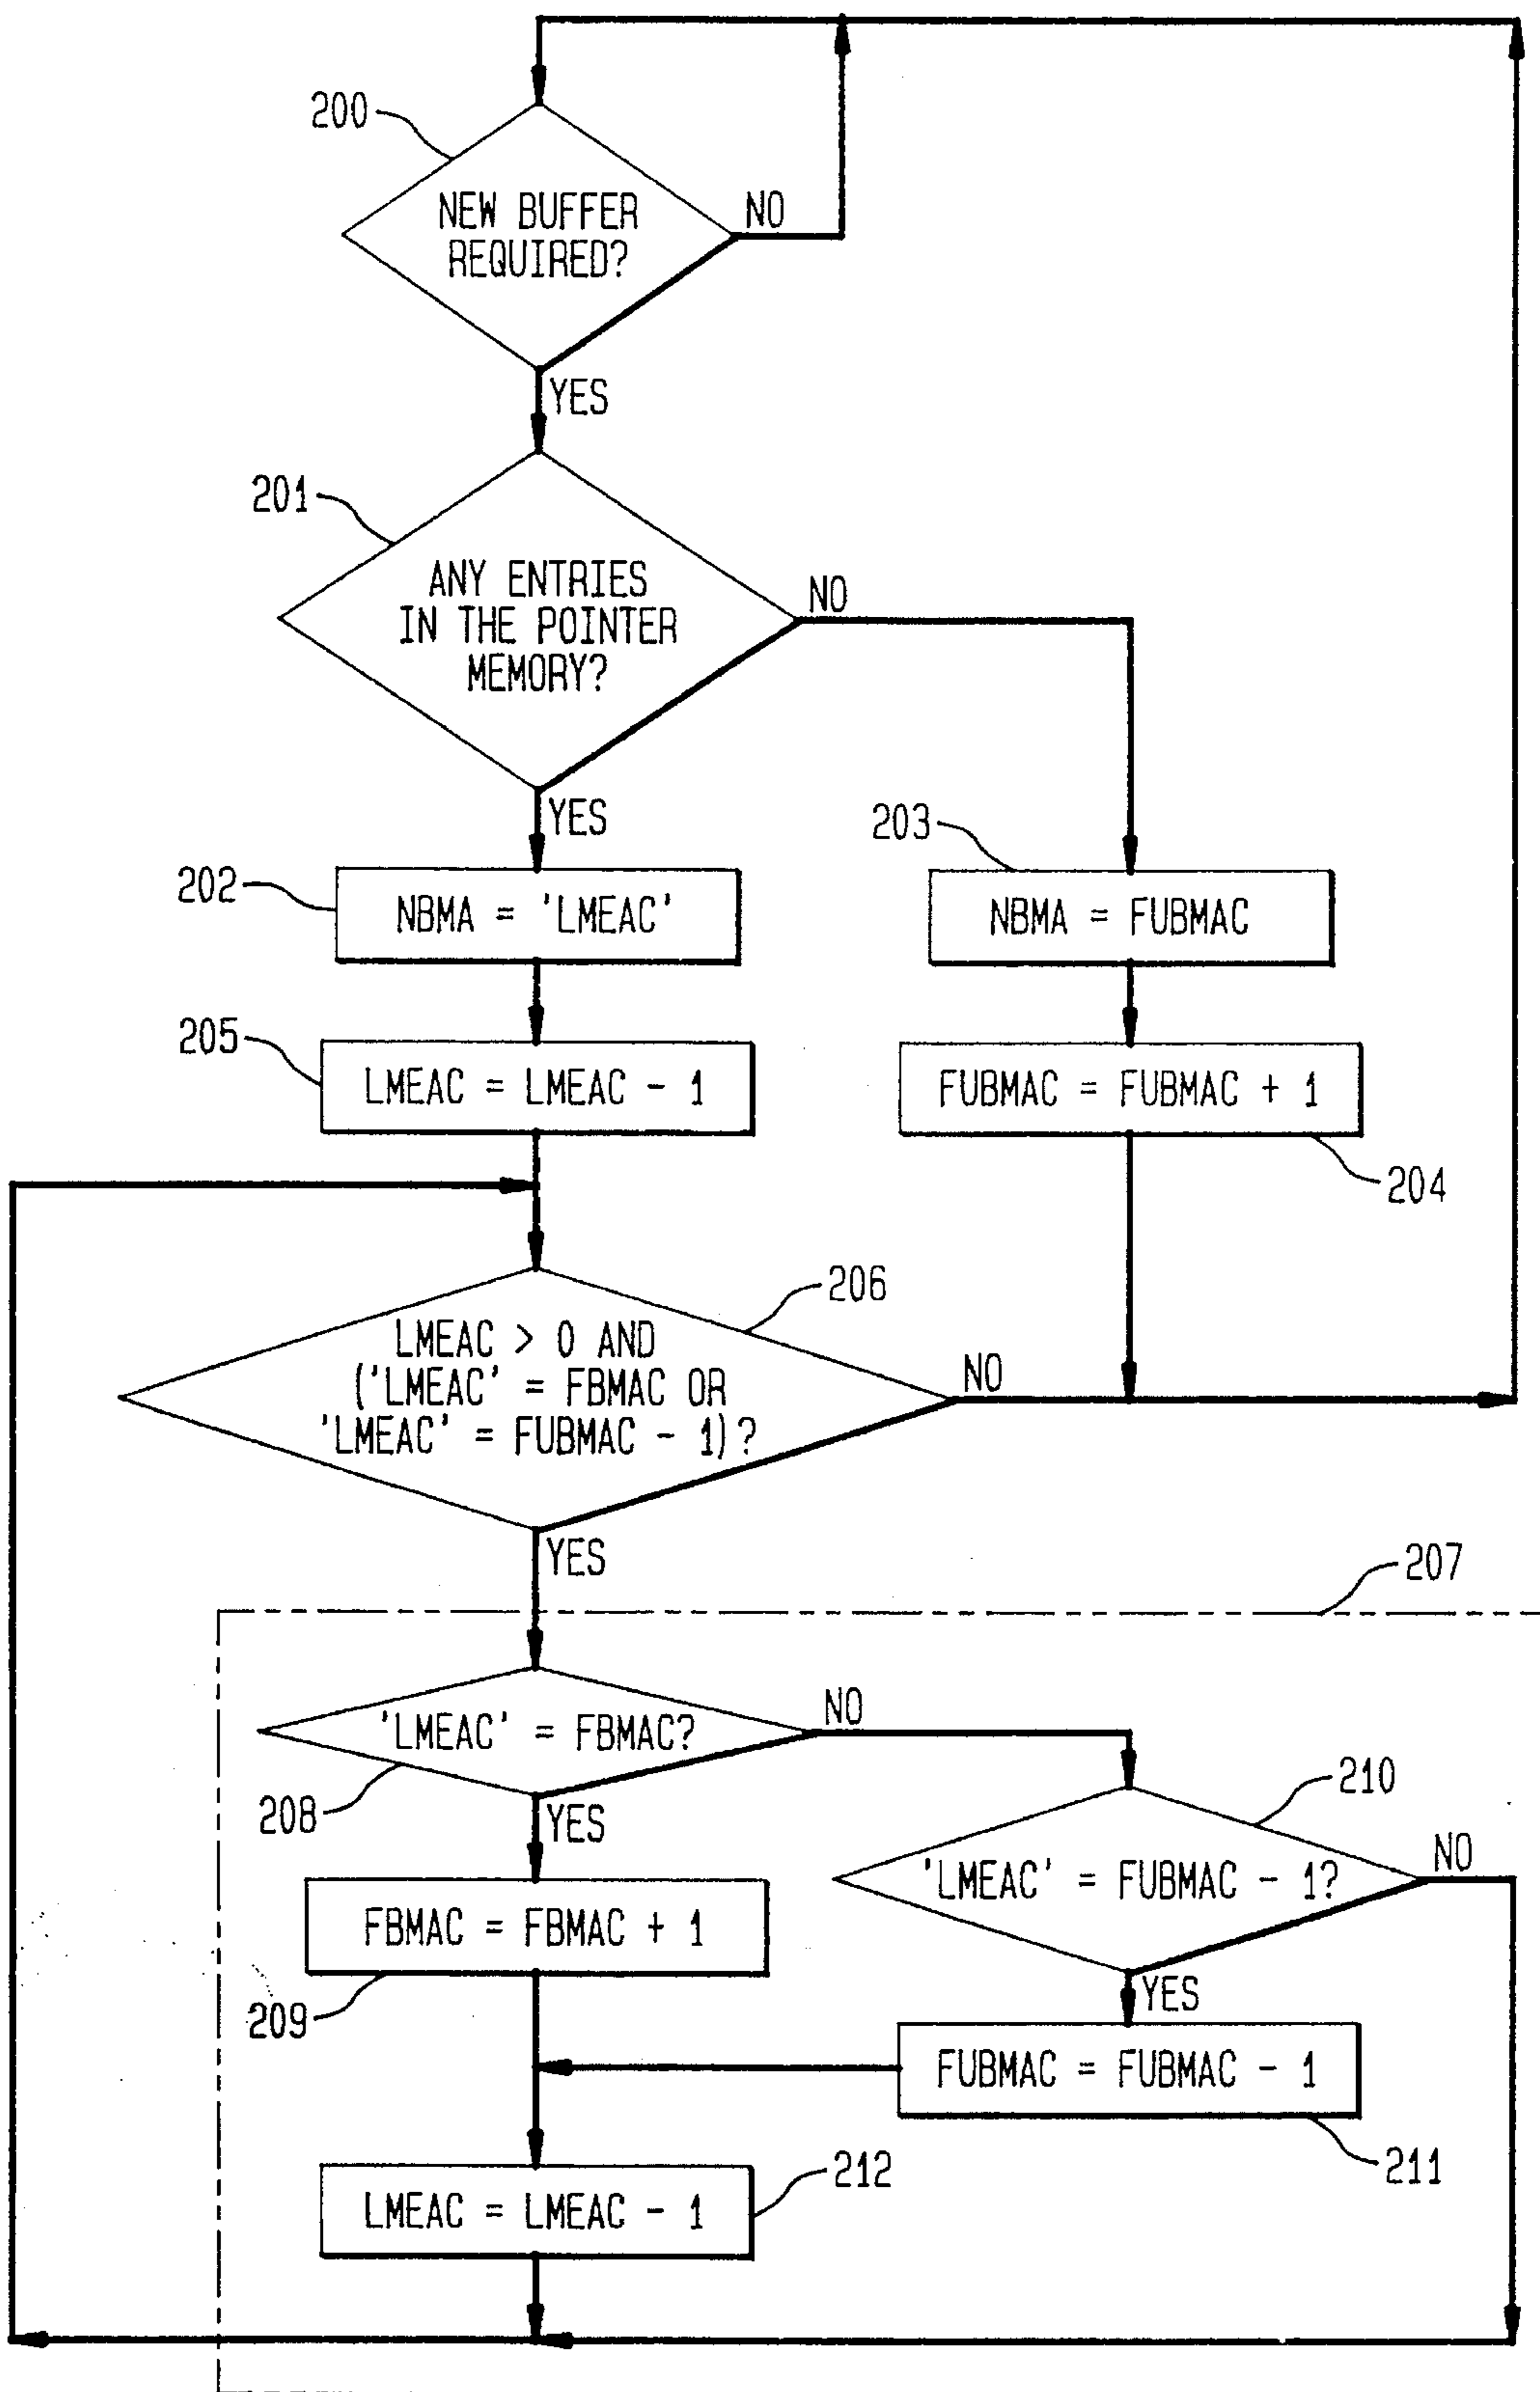 200
NEW BUFFER
REQUIRED?
NO
YES
201
ANY ENTRIES
IN THE POINTER
MEMORY?
NO
YES
202
NBMA = 'LMEAC'
203
NBMA = FUBMAC
205
LMEAC = LMEAC - 1
FUBMAC = FUBMAC + 1
204
206
LMEAC > 0 AND
('LMEAC' = FBMAC OR
'LMEAC' = FUBMAC - 1)?
NO
YES
207
'LMEAC' = FBMAC?
NO
208
YES
210
'LMEAC' = FUBMAC - 1?
NO
YES
FBMAC = FBMAC + 1
209
FUBMAC = FUBMAC - 1
211
LMEAC = LMEAC - 1
212